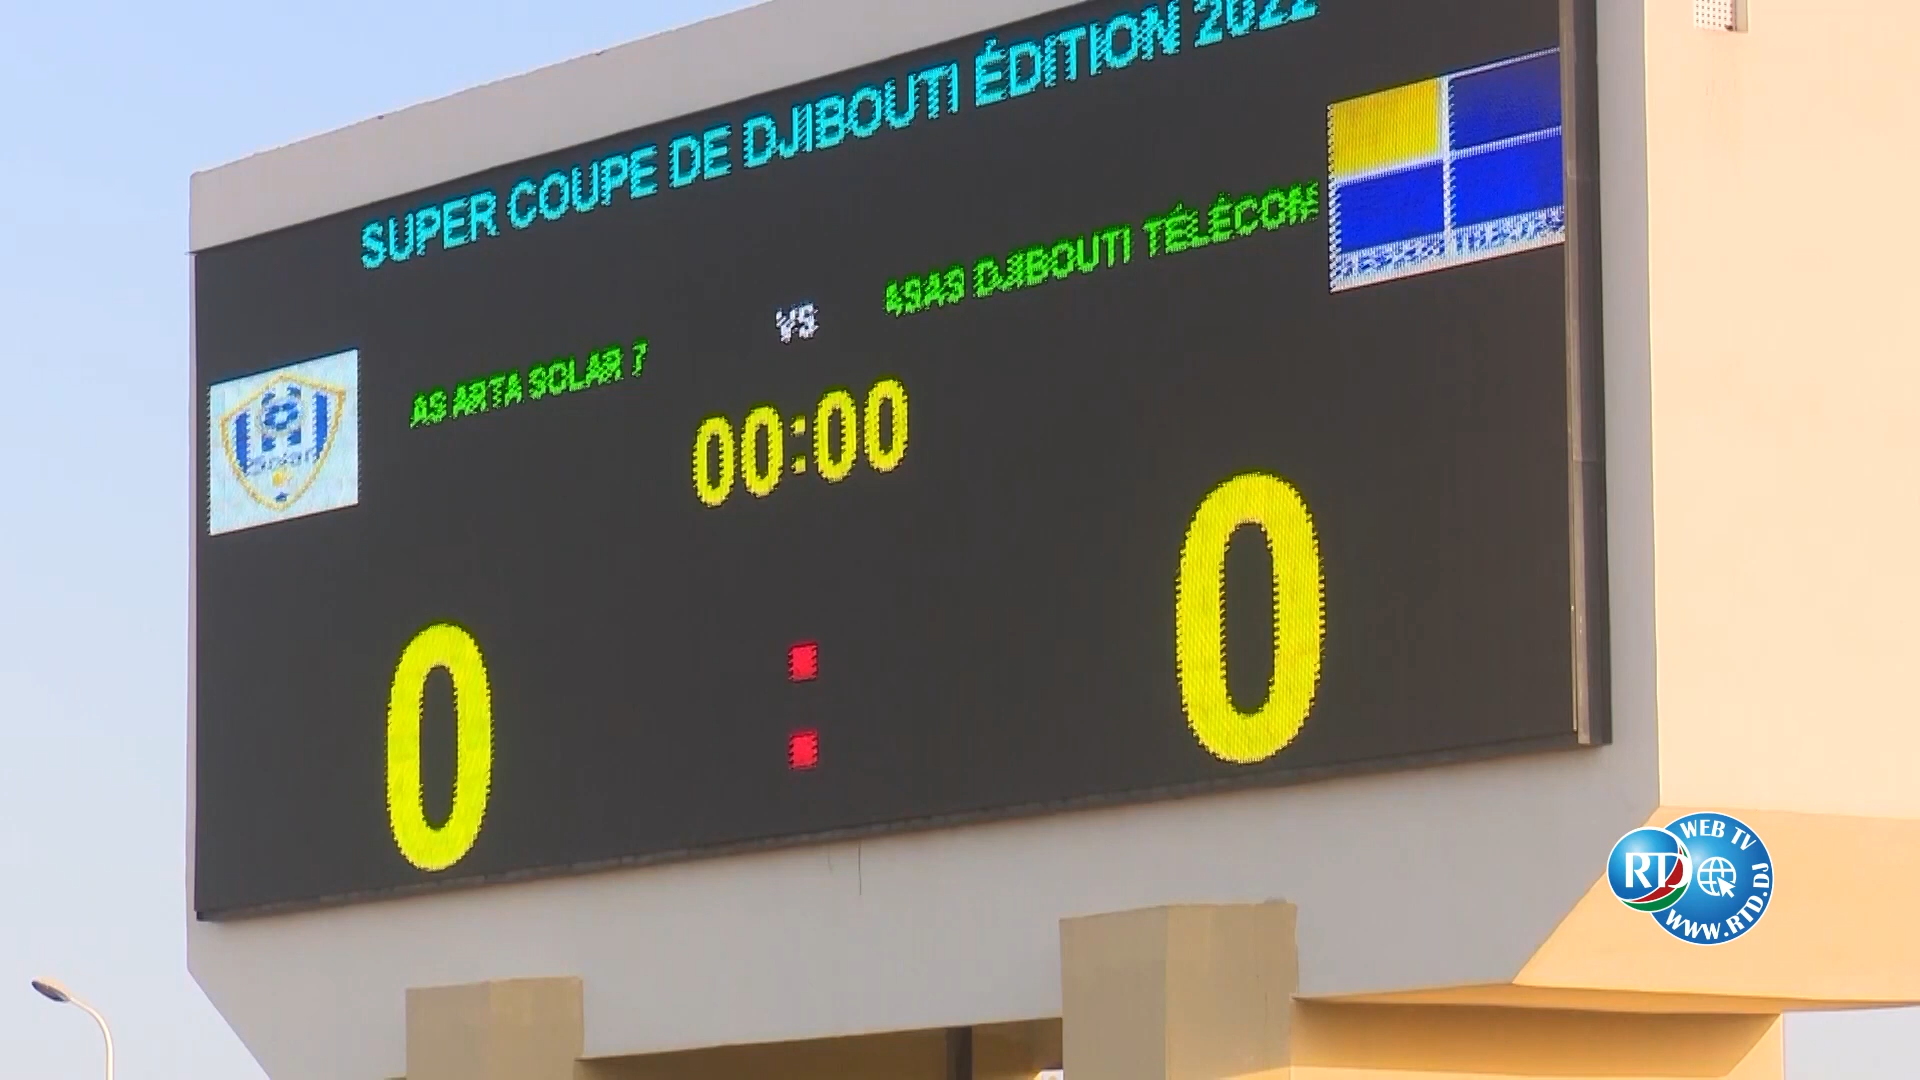 SUPER COUPE DE DJIBOUTI ÉDITION 2022
AS ARTA SOLAR 7
VS
ASAS DJIBOUTI TÉLÉCOM
00:00
0 : 0
WEB TV
RTD
WWW.RTD.DJ